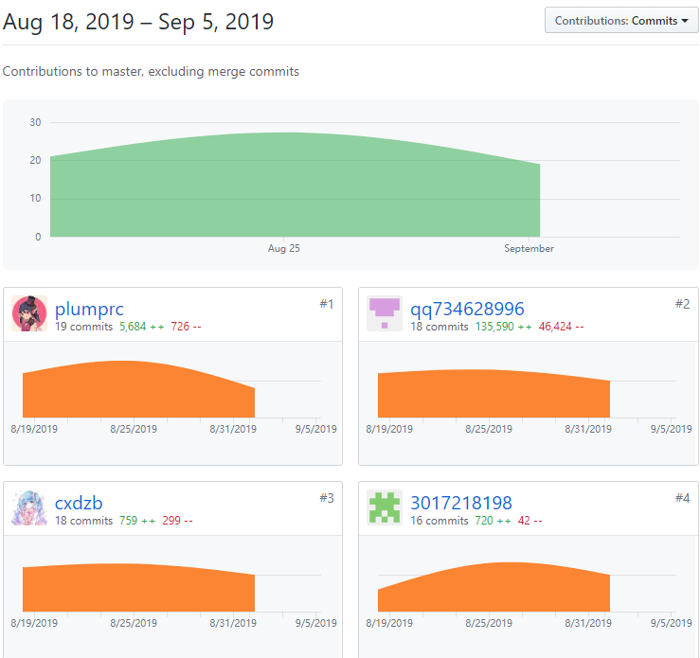 Aug 18, 2019 – Sep 5, 2019
Contributions: Commits
Contributions to master, excluding merge commits
30
20
10
0
Aug 25 September
plumprc #1
19 commits 5,684 ++ 726 --
8/19/2019 8/25/2019 8/31/2019 9/5/2019
qq734628996 #2
18 commits 135,590 ++ 46,424 --
8/19/2019 8/25/2019 8/31/2019 9/5/2019
cxdzb #3
18 commits 759 ++ 299 --
8/19/2019 8/25/2019 8/31/2019 9/5/2019
3017218198 #4
16 commits 720 ++ 42 --
8/19/2019 8/25/2019 8/31/2019 9/5/2019